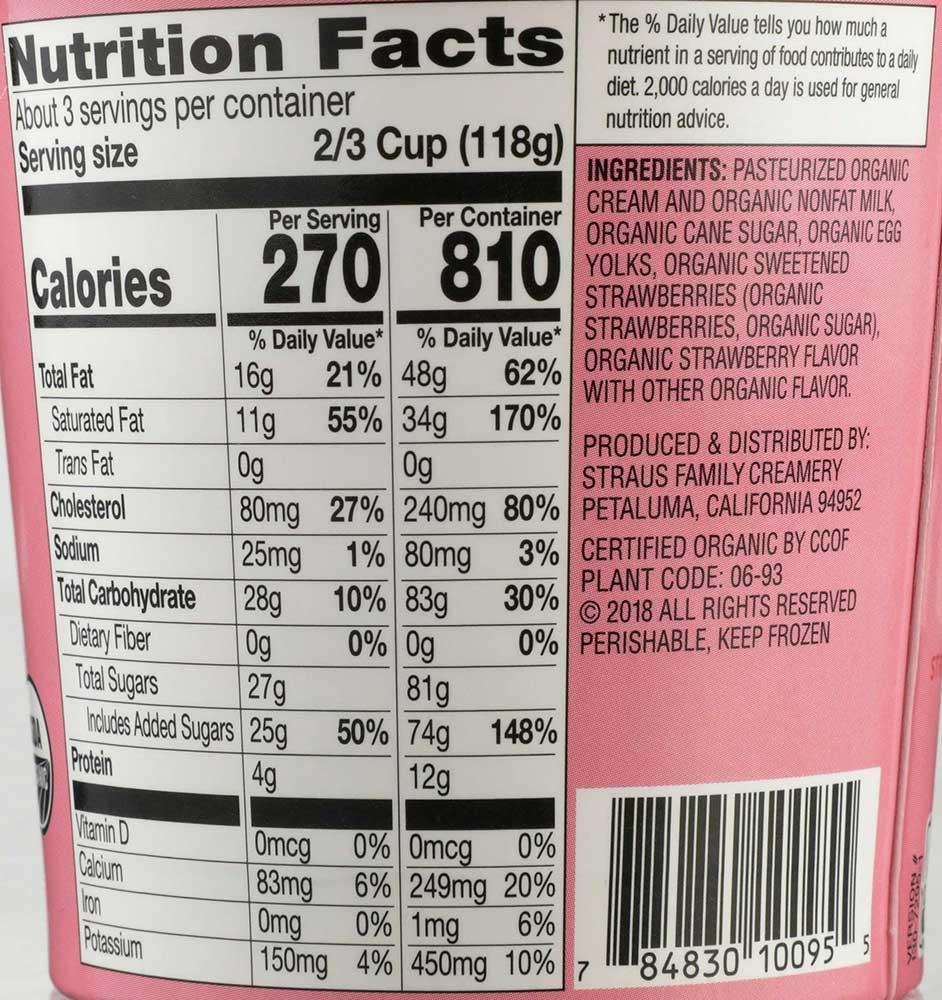 Nutrition Facts
About 3 servings per container
Serving size 2/3 Cup (118g)
Per Serving Per Container
Calories 270 810
% Daily Value* % Daily Value*
Total Fat 16g 21% 48g 62%
Saturated Fat 11g 55% 34g 170%
Trans Fat 0g 0g
Cholesterol 80mg 27% 240mg 80%
Sodium 25mg 1% 80mg 3%
Total Carbohydrate 28g 10% 83g 30%
Dietary Fiber 0g 0% 0g 0%
Total Sugars 27g 81g
Includes Added Sugars 25g 50% 74g 148%
Protein 4g 12g
Vitamin D 0mcg 0% 0mcg 0%
Calcium 83mg 6% 249mg 20%
Iron 0mg 0% 1mg 6%
Potassium 150mg 4% 450mg 10%
*The % Daily Value tells you how much a
nutrient in a serving of food contributes to a daily
diet. 2,000 calories a day is used for general
nutrition advice.
INGREDIENTS: PASTEURIZED ORGANIC
CREAM AND ORGANIC NONFAT MILK,
ORGANIC CANE SUGAR, ORGANIC EGG
YOLKS, ORGANIC SWEETENED
STRAWBERRIES (ORGANIC
STRAWBERRIES, ORGANIC SUGAR),
ORGANIC STRAWBERRY FLAVOR
WITH OTHER ORGANIC FLAVOR.
PRODUCED & DISTRIBUTED BY:
STRAUS FAMILY CREAMERY
PETALUMA, CALIFORNIA 94952
CERTIFIED ORGANIC BY CCOF
PLANT CODE: 06-93
© 2018 ALL RIGHTS RESERVED
PERISHABLE, KEEP FROZEN
7 84830 10095 5